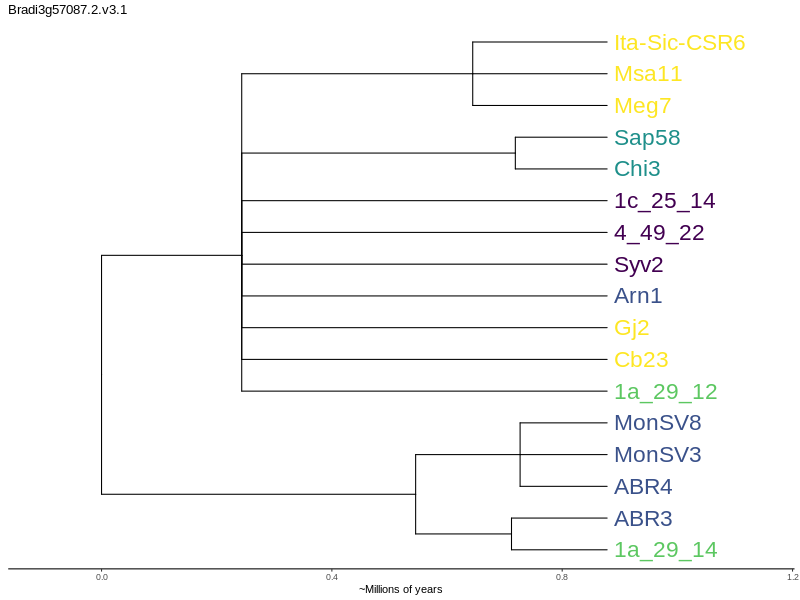 Bradi3g57087.2.v3.1
Ita-Sic-CSR6
Msa11
Meg7
Sap58
Chi3
1c_25_14
4_49_22
Syv2
Arn1
Gj2
Cb23
1a_29_12
MonSV8
MonSV3
ABR4
ABR3
1a_29_14
0.0 0.4 0.8 1.2
~Millions of years